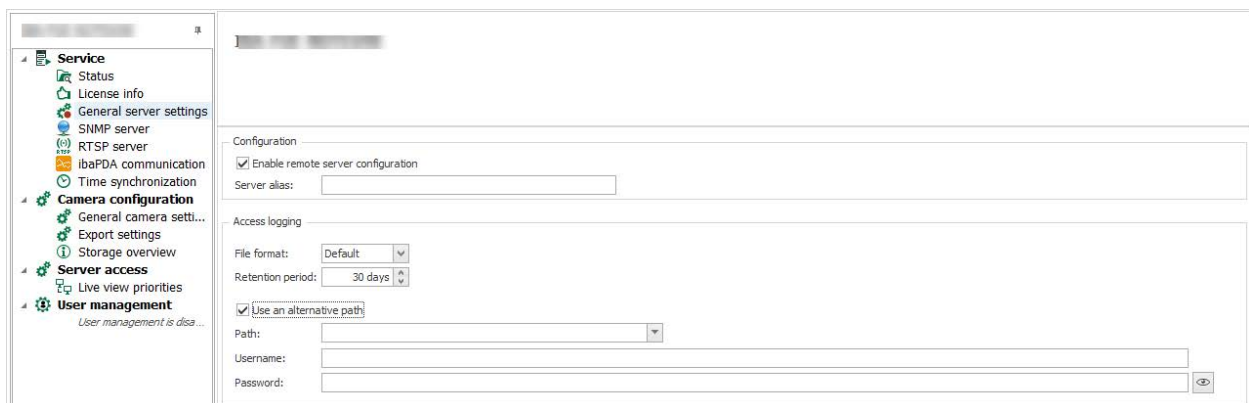 Service
Status
License info
General server settings
SNMP server
RTSP server
ibaPDA communication
Time synchronization
Camera configuration
General camera setti...
Export settings
Storage overview
Server access
Live view priorities
User management
User management is disa...
Configuration
Enable remote server configuration
Server alias:
Access logging
File format: Default
Retention period: 30 days
Use an alternative path
Path:
Username:
Password: